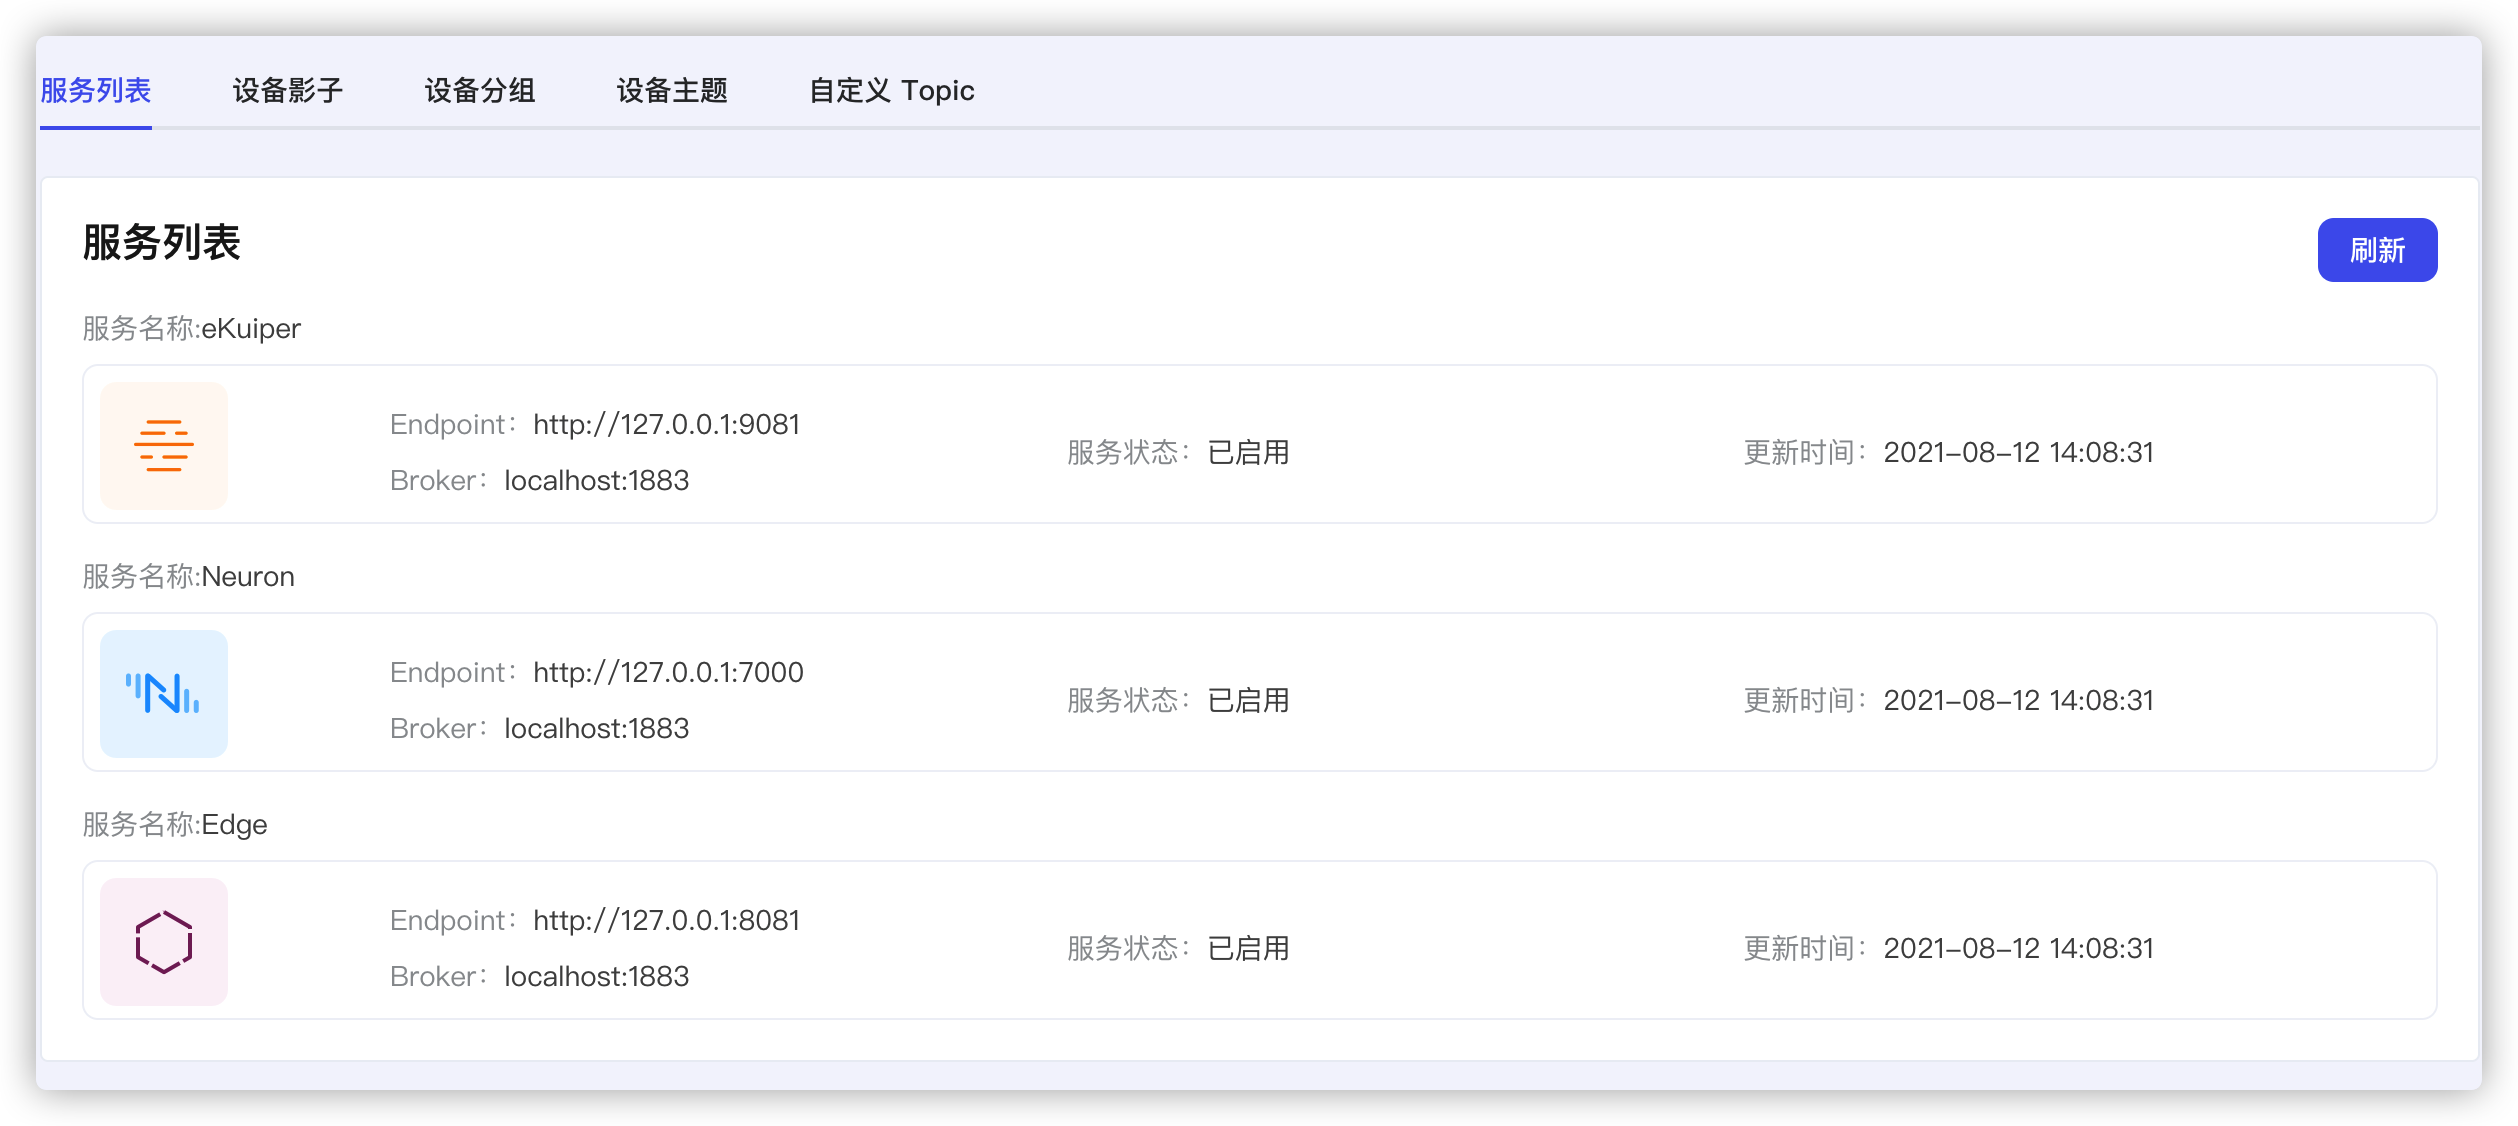 服务列表 设备影子 设备分组 设备主题 自定义 Topic
服务列表
刷新
服务名称:eKuiper
Endpoint： http://127.0.0.1:9081
Broker： localhost:1883
服务状态： 已启用
更新时间： 2021-08-12 14:08:31
服务名称:Neuron
Endpoint： http://127.0.0.1:7000
Broker： localhost:1883
服务状态： 已启用
更新时间： 2021-08-12 14:08:31
服务名称:Edge
Endpoint： http://127.0.0.1:8081
Broker： localhost:1883
服务状态： 已启用
更新时间： 2021-08-12 14:08:31